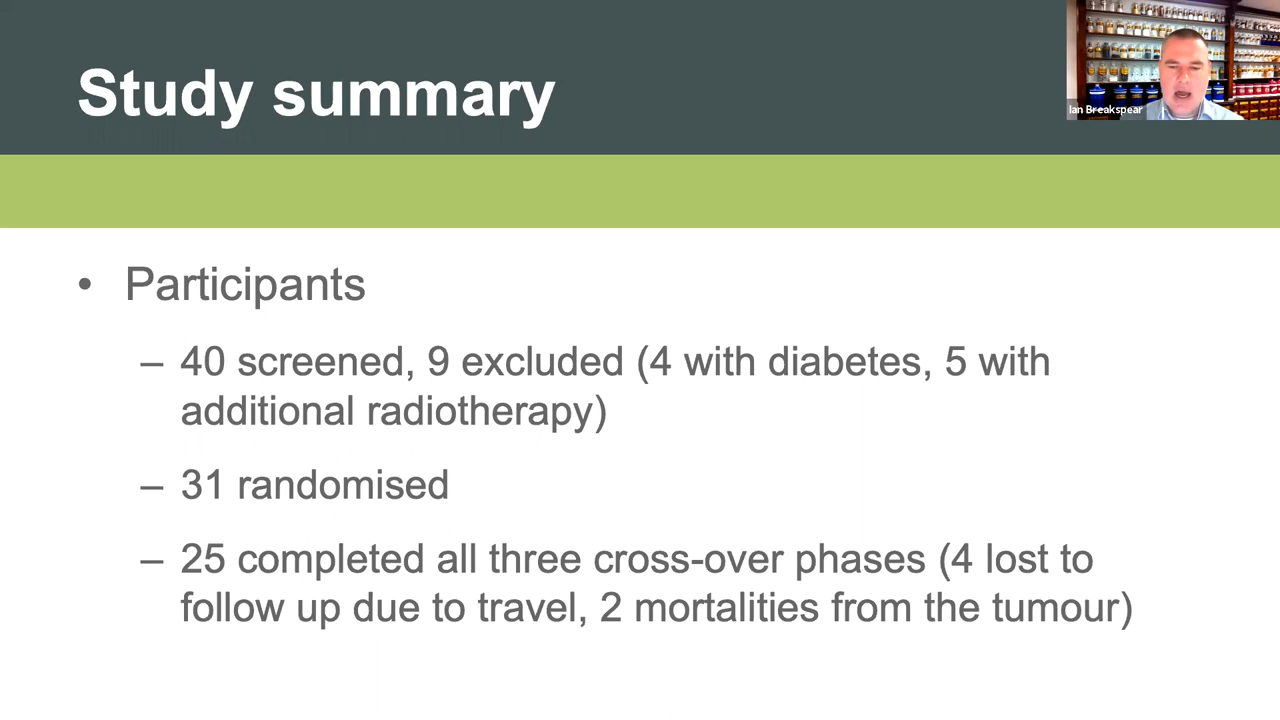 Study summary
Ian Breakspear
• Participants
– 40 screened, 9 excluded (4 with diabetes, 5 with
additional radiotherapy)
– 31 randomised
– 25 completed all three cross-over phases (4 lost to
follow up due to travel, 2 mortalities from the tumour)